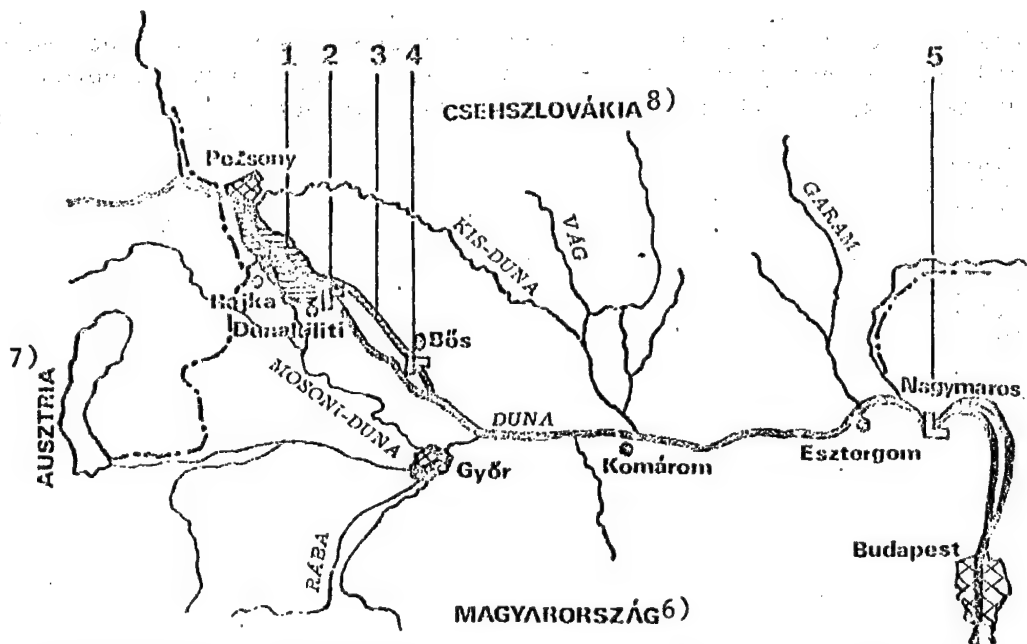 1 2 3 4 5
CSEHSZLOVÁKIA 8)
Pozsony
GARAM
VÁG
KIS-DUNA
Rajka
Dunakiliti
Bős
7)
AUSZTRIA
MOSONI-DUNA
Nagymaros
DUNA
Győr
Komárom
Esztergom
RÁBA
Budapest
MAGYARORSZÁG 6)